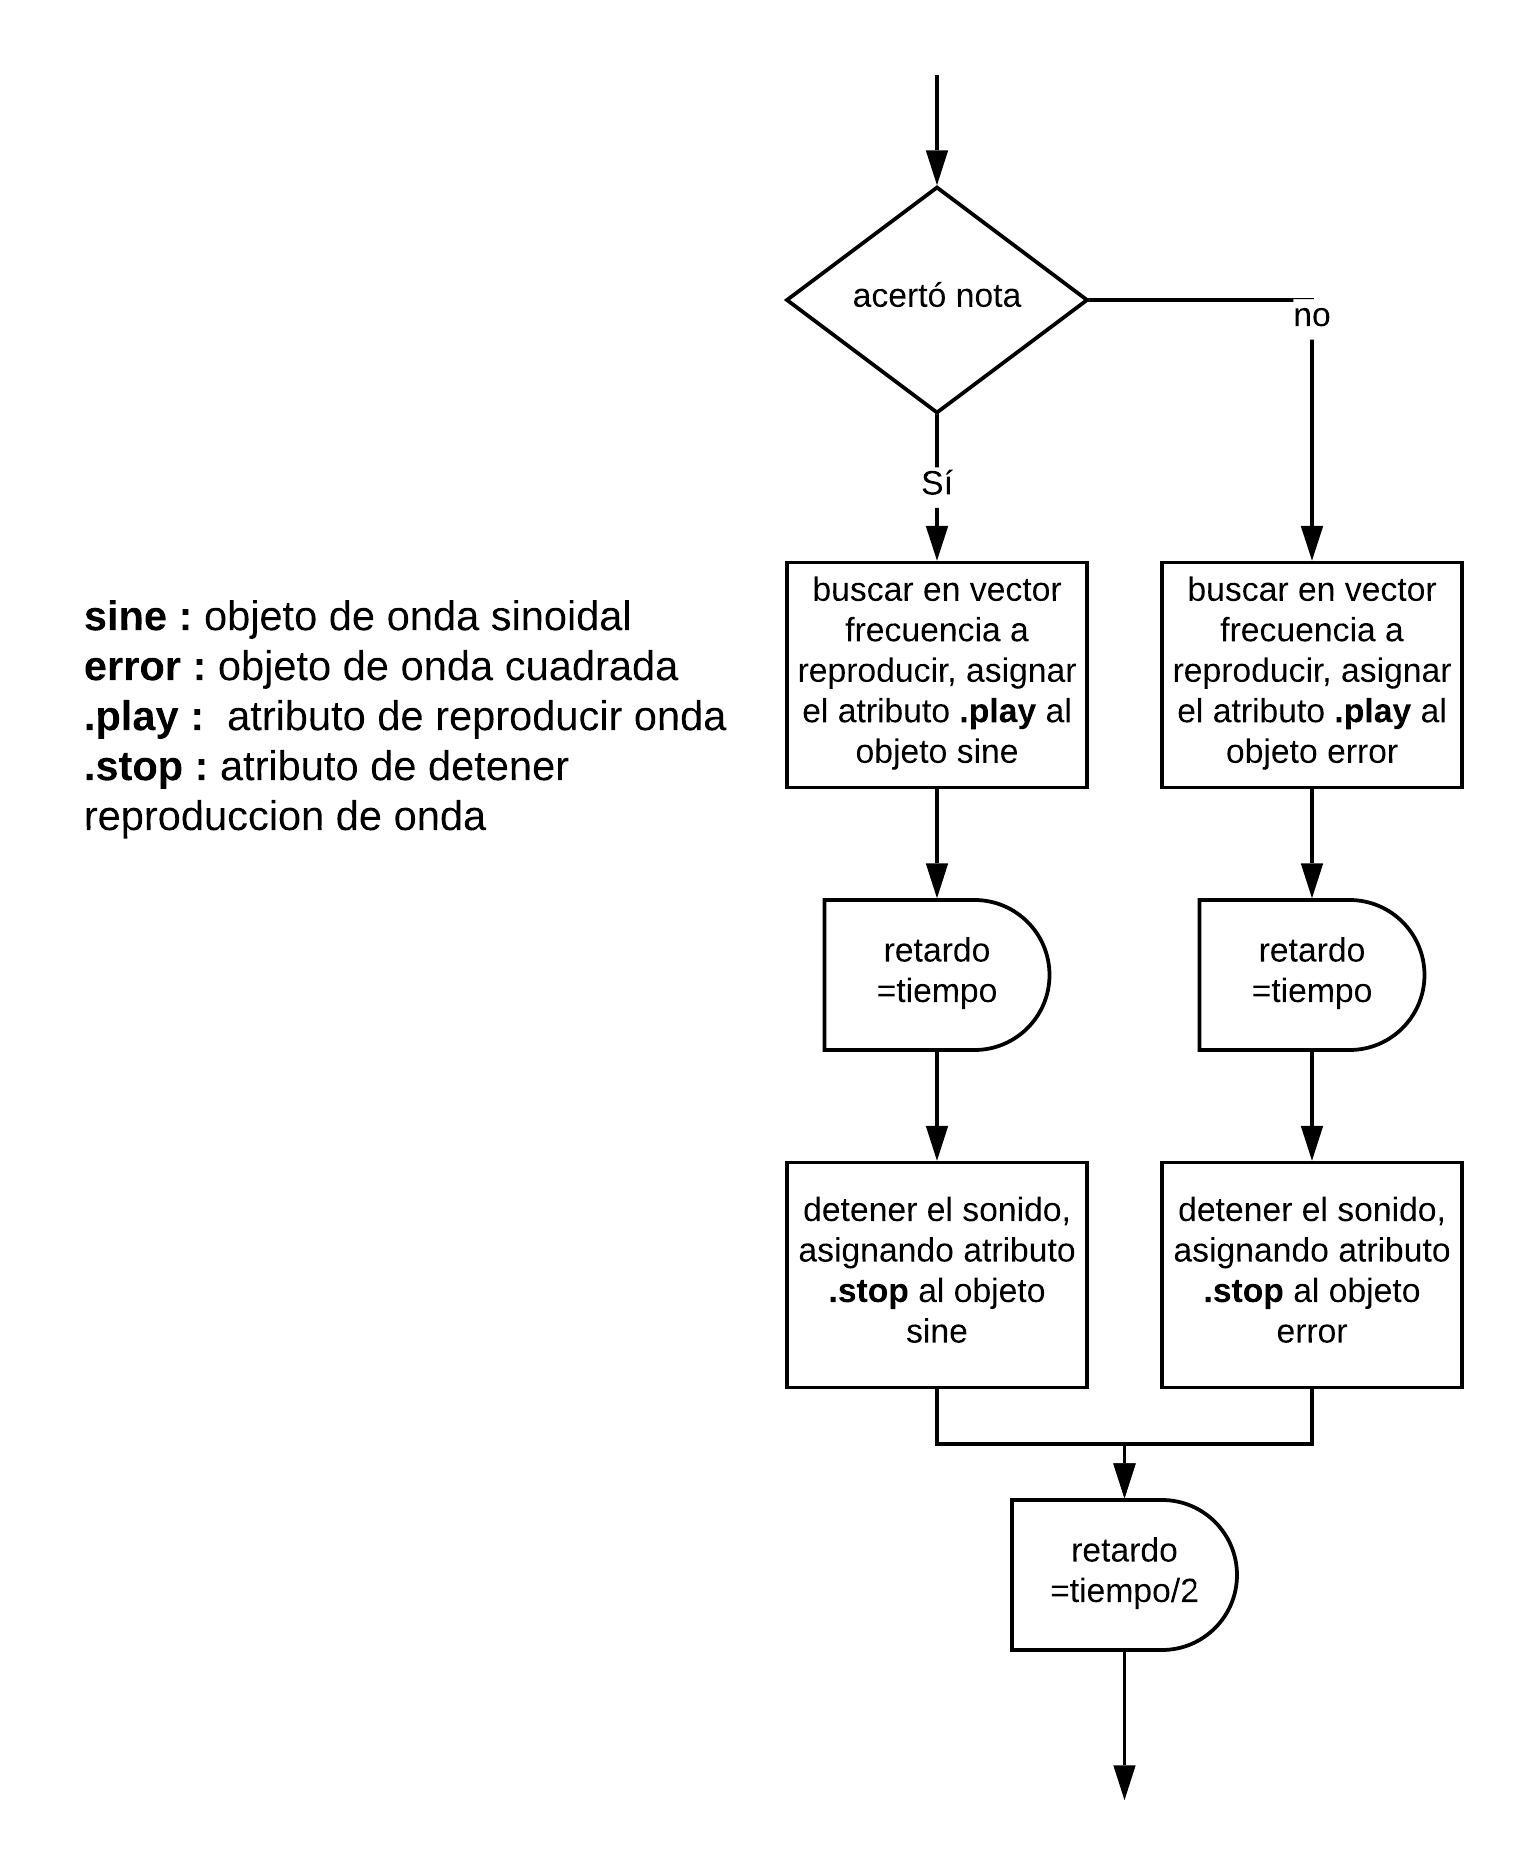 acertó nota
no
Sí
sine : objeto de onda sinoidal
error : objeto de onda cuadrada
.play :  atributo de reproducir onda
.stop : atributo de detener
reproduccion de onda
buscar en vector
frecuencia a
reproducir, asignar
el atributo .play al
objeto sine
buscar en vector
frecuencia a
reproducir, asignar
el atributo .play al
objeto error
retardo
=tiempo
retardo
=tiempo
detener el sonido,
asignando atributo
.stop al objeto
sine
detener el sonido,
asignando atributo
.stop al objeto
error
retardo
=tiempo/2